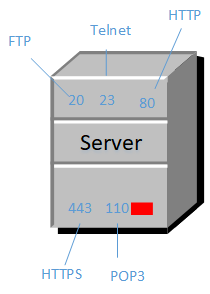 HTTP
Telnet
FTP
20 23 80
Server
443 110
HTTPS
POP3